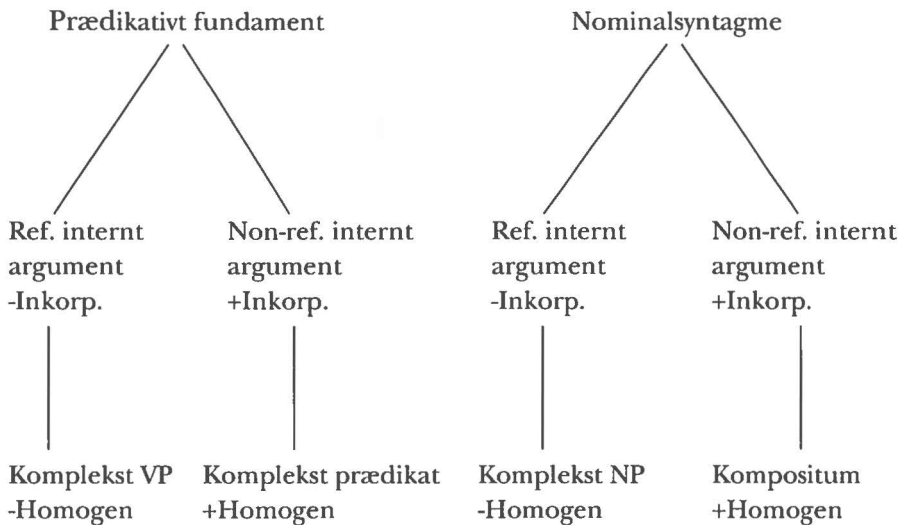 Prædikativt fundament
Nominalsyntagme
Ref. internt
argument
-Inkorp.
Non-ref. internt
argument
+Inkorp.
Ref. internt
argument
-Inkorp.
Non-ref. internt
argument
+Inkorp.
Komplekst VP
-Homogen
Komplekst prædikat
+Homogen
Komplekst NP
-Homogen
Kompositum
+Homogen